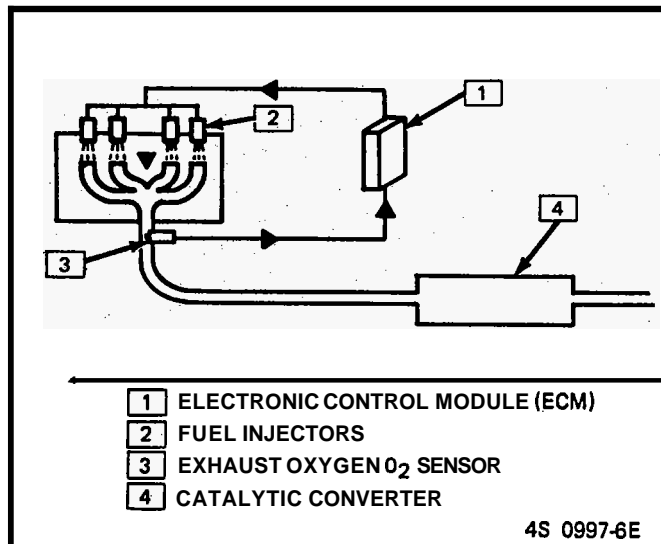 1
2
4
3
1 ELECTRONIC CONTROL MODULE (ECM)
2 FUEL INJECTORS
3 EXHAUST OXYGEN O₂ SENSOR
4 CATALYTIC CONVERTER
4S 0997-6E